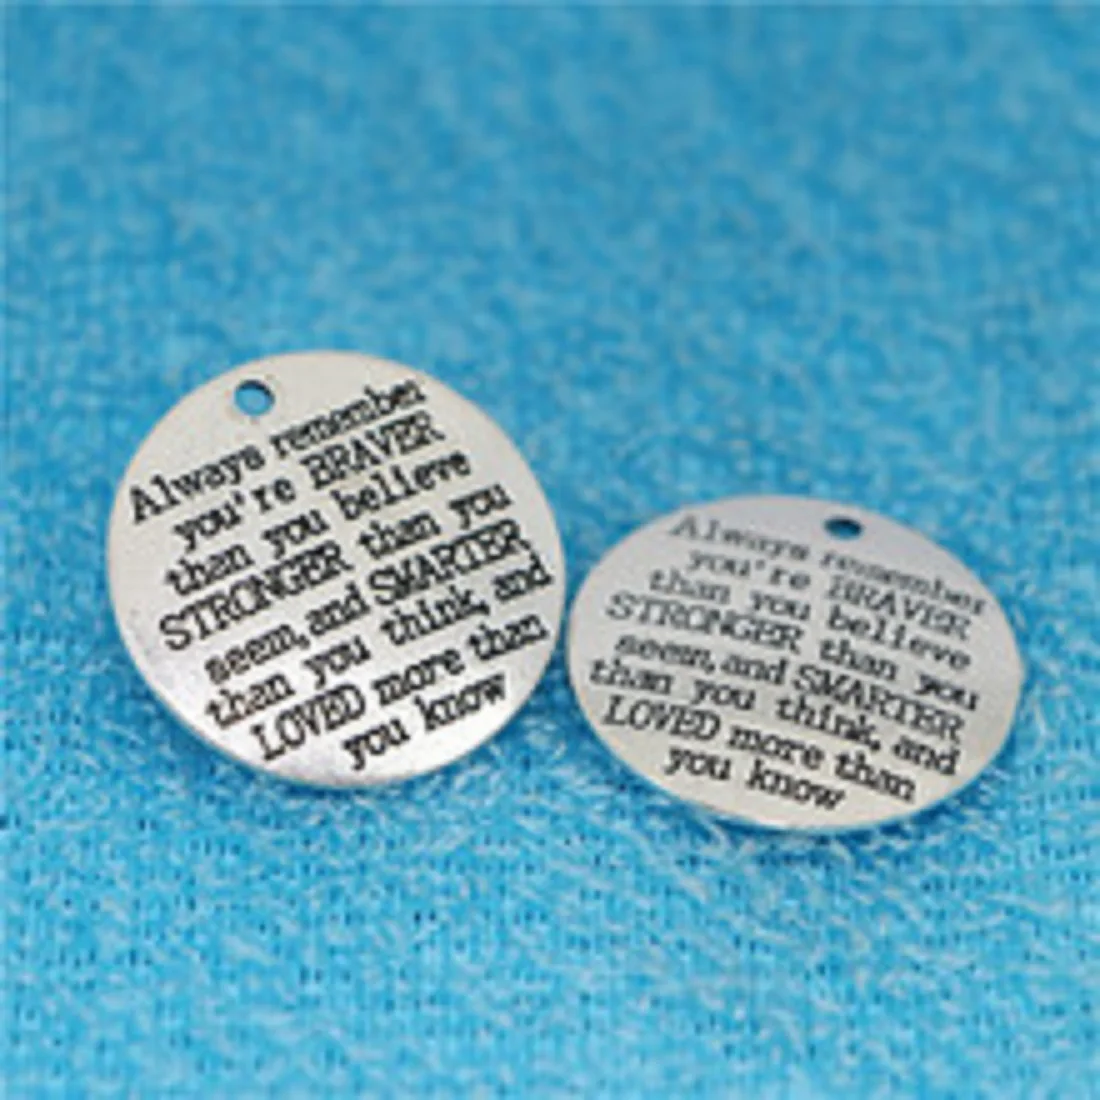 Always remember
you're BRAVER
than you believe
STRONGER than you
seem, and SMARTER
than you think, and
LOVED more than
you know
Always remember
you're BRAVER
than you believe
STRONGER than you
seem, and SMARTER
than you think, and
LOVED more than
you know